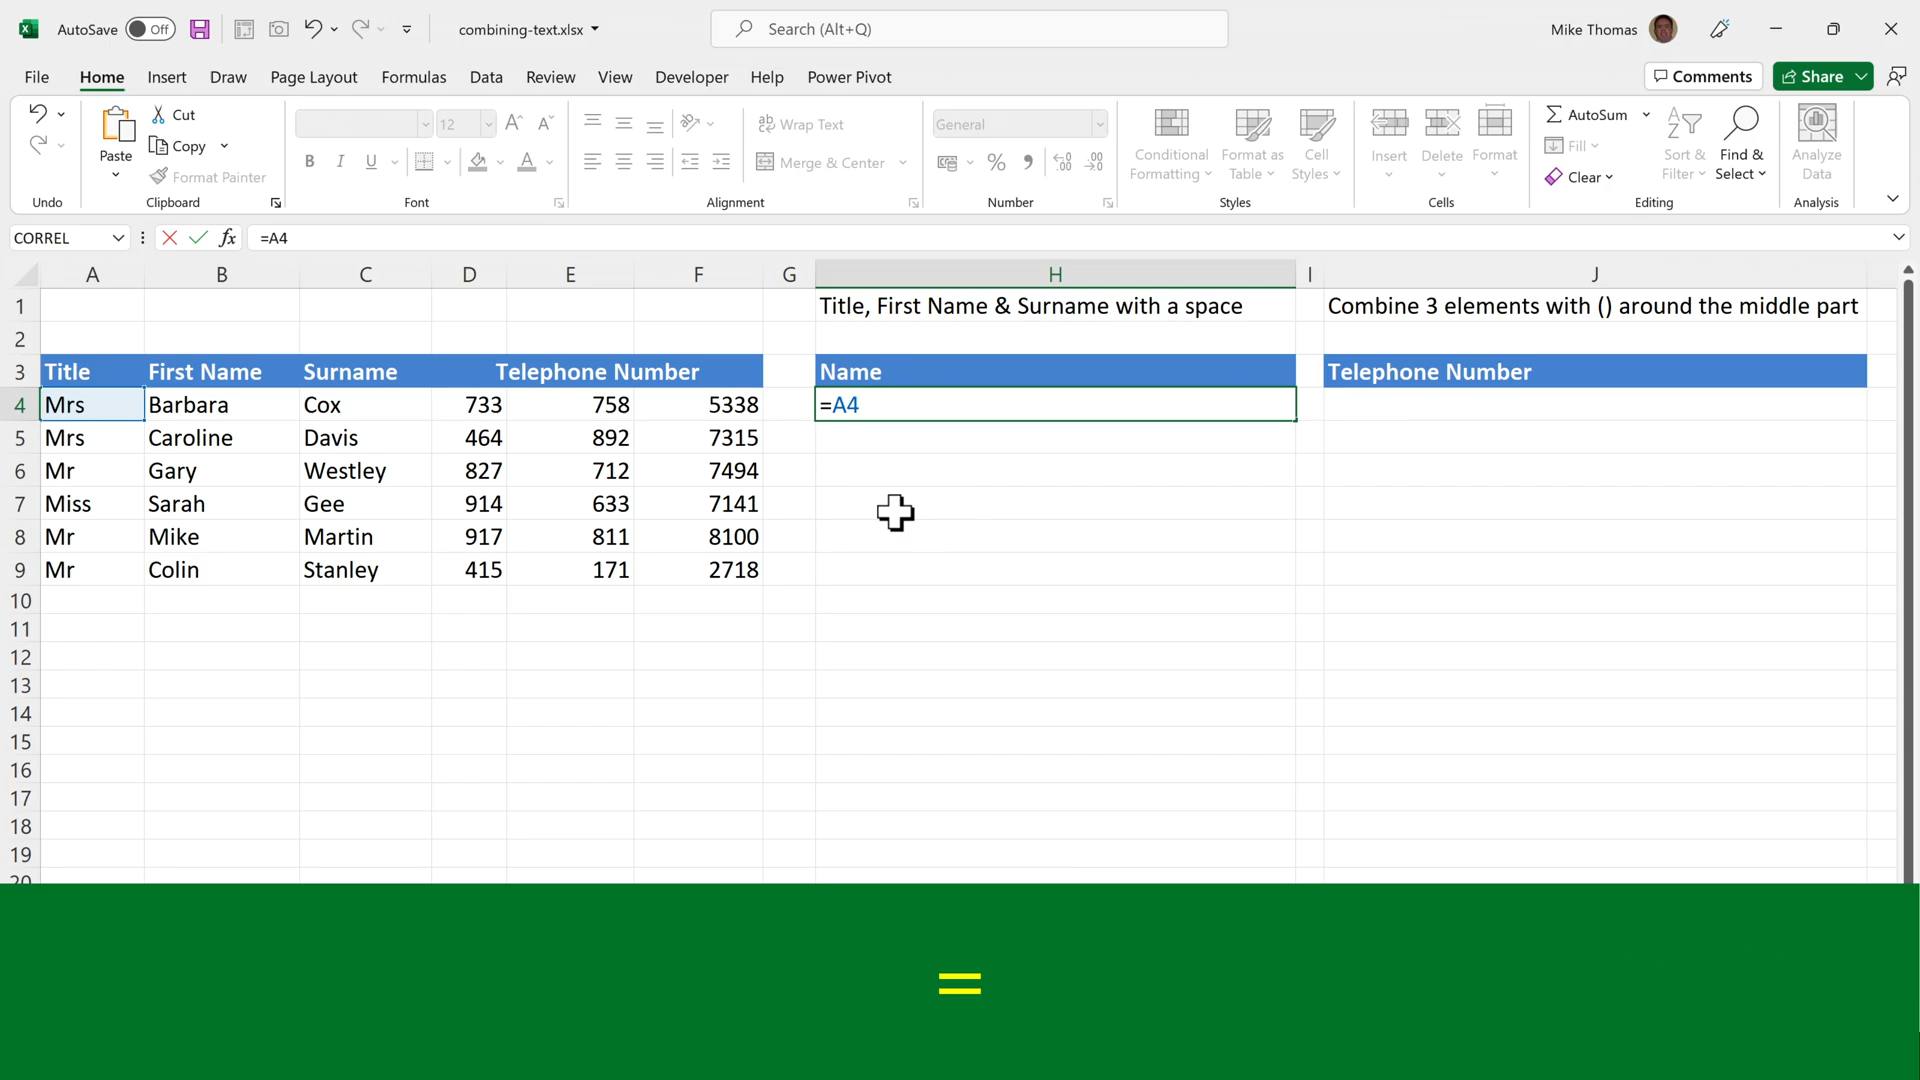 AutoSave Off combining-text.xlsx Search (Alt+Q) Mike Thomas
File Home Insert Draw Page Layout Formulas Data Review View Developer Help Power Pivot Comments Share
Cut
Copy
Format Painter
Paste
12
B I U
ab Wrap Text
Merge & Center
General
Conditional Formatting
Format as Table
Cell Styles
Insert Delete Format
AutoSum
Fill
Clear
Sort & Filter
Find & Select
Analyze Data
Undo Clipboard Font Alignment Number Styles Cells Editing Analysis
CORREL fx =A4
A B C D E F G H I J
1 Title, First Name & Surname with a space Combine 3 elements with () around the middle part
2
3 Title First Name Surname Telephone Number Name Telephone Number
4 Mrs Barbara Cox 733 758 5338 =A4
5 Mrs Caroline Davis 464 892 7315
6 Mr Gary Westley 827 712 7494
7 Miss Sarah Gee 914 633 7141
8 Mr Mike Martin 917 811 8100
9 Mr Colin Stanley 415 171 2718
10
11
12
13
14
15
16
17
18
19
20
=